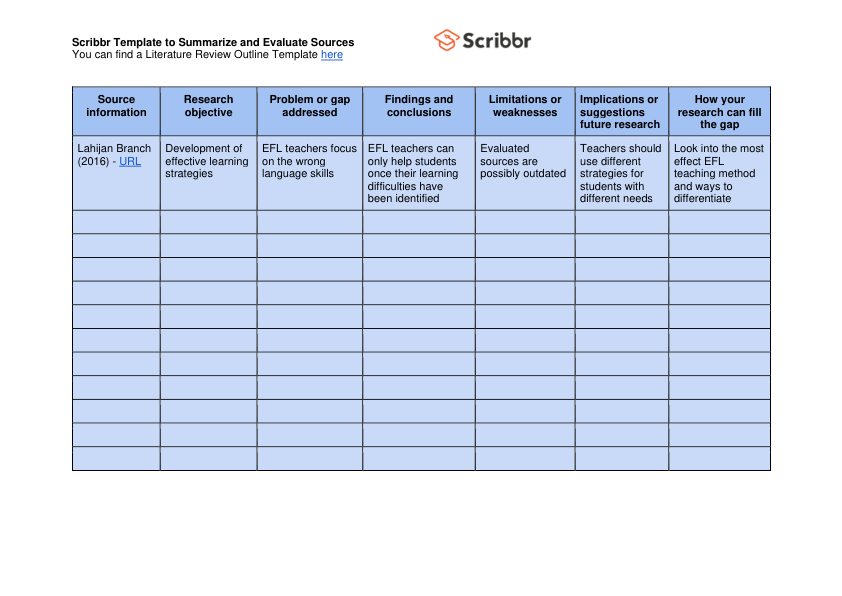 Scribbr Template to Summarize and Evaluate Sources
You can find a Literature Review Outline Template here
Scribbr
Source
information
Research
objective
Problem or gap
addressed
Findings and
conclusions
Limitations or
weaknesses
Implications or
suggestions
future research
How your
research can fill
the gap
Lahijan Branch
(2016) - URL
Development of
effective learning
strategies
EFL teachers focus
on the wrong
language skills
EFL teachers can
only help students
once their learning
difficulties have
been identified
Evaluated
sources are
possibly outdated
Teachers should
use different
strategies for
students with
different needs
Look into the most
effect EFL
teaching method
and ways to
differentiate